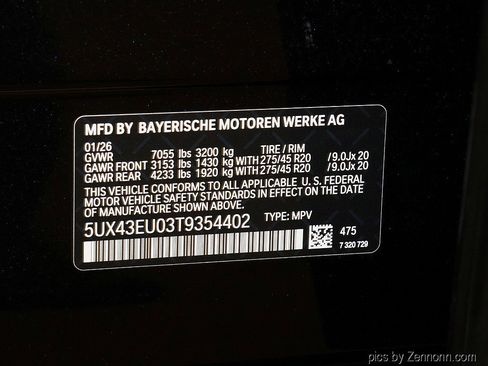 MFD BY BAYERISCHE MOTOREN WERKE AG
01/26
GVWR 7055 lbs 3200 kg TIRE / RIM
GAWR FRONT 3153 lbs 1430 kg WITH 275/45 R20 /9.0Jx 20
GAWR REAR 4233 lbs 1920 kg WITH 275/45 R20 /9.0Jx 20
THIS VEHICLE CONFORMS TO ALL APPLICABLE U. S. FEDERAL
MOTOR VEHICLE SAFETY STANDARDS IN EFFECT ON THE DATE OF
MANUFACTURE SHOWN ABOVE.
5UX43EU03T9354402 TYPE: MPV
475
7 320 729
pics by Zennonn.com